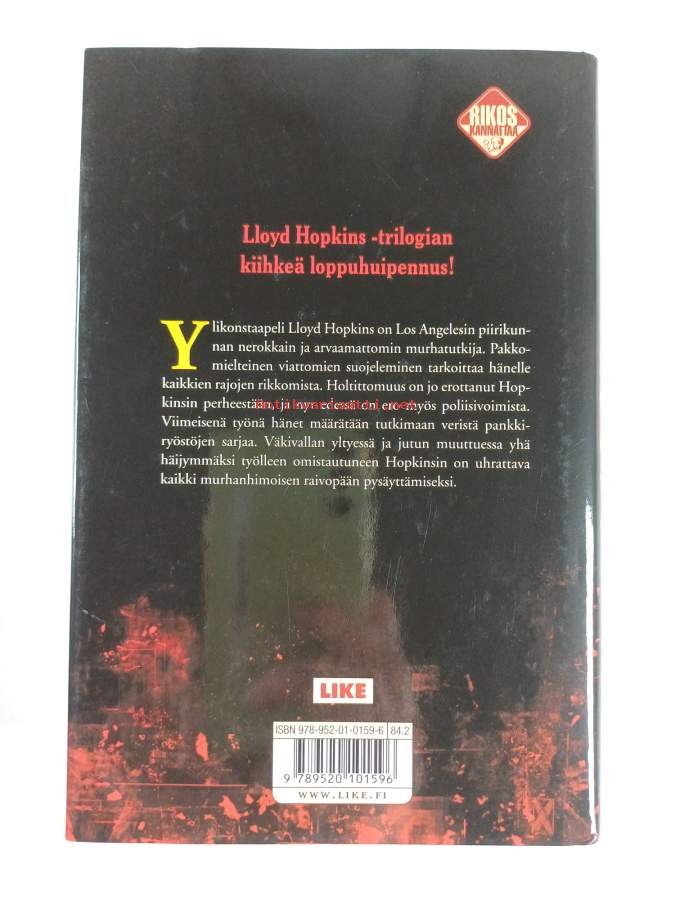 RIKOS
KANNATTAA
Lloyd Hopkins -trilogian
kiihkeä loppuhuipennus!
Ylikonstaapeli Lloyd Hopkins on Los Angelesin piirikun-
nan nerokkain ja arvaamattomin murhatutkija. Pakko-
mielteinen viattomien suojeleminen tarkoittaa hänelle
kaikkien rajojen rikkomista. Holtittomuus on jo erottanut Hop-
kinsin perheestään, ja nyt edessä on ero myös poliisivoimista.
antikvariaatti.net
Viimeisenä työnä hänet määrätään tutkimaan veristä pankki-
ryöstöjen sarjaa. Väkivallan yltyessä ja jutun muuttuessa yhä
häijymmäksi työlleen omistautuneen Hopkinsin on uhrattava
kaikki murhanhimoisen raivopään pysäyttämiseksi.
LIKE
ISBN 978-952-01-0159-6 84.2
9 789520 101596
WWW.LIKE.FI